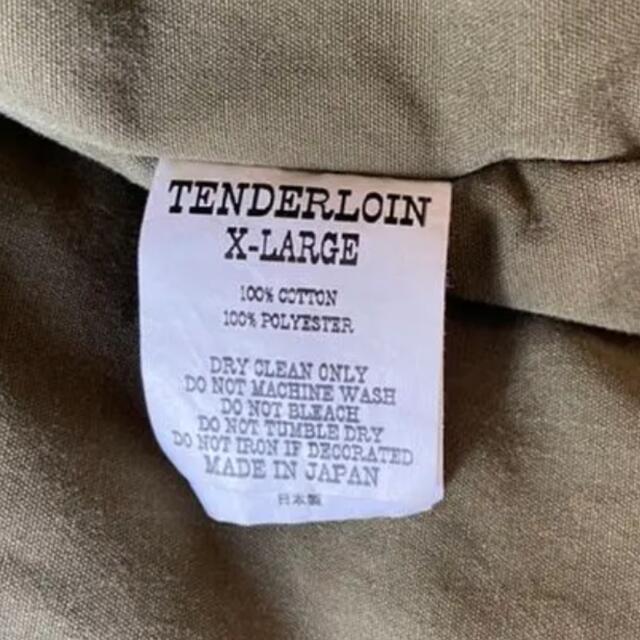 TENDERLOIN
X-LARGE
100% COTTON
100% POLYESTER
DRY CLEAN ONLY
DO NOT MACHINE WASH
DO NOT BLEACH
DO NOT TUMBLE DRY
DO NOT IRON IF DECORATED
MADE IN JAPAN
日本製